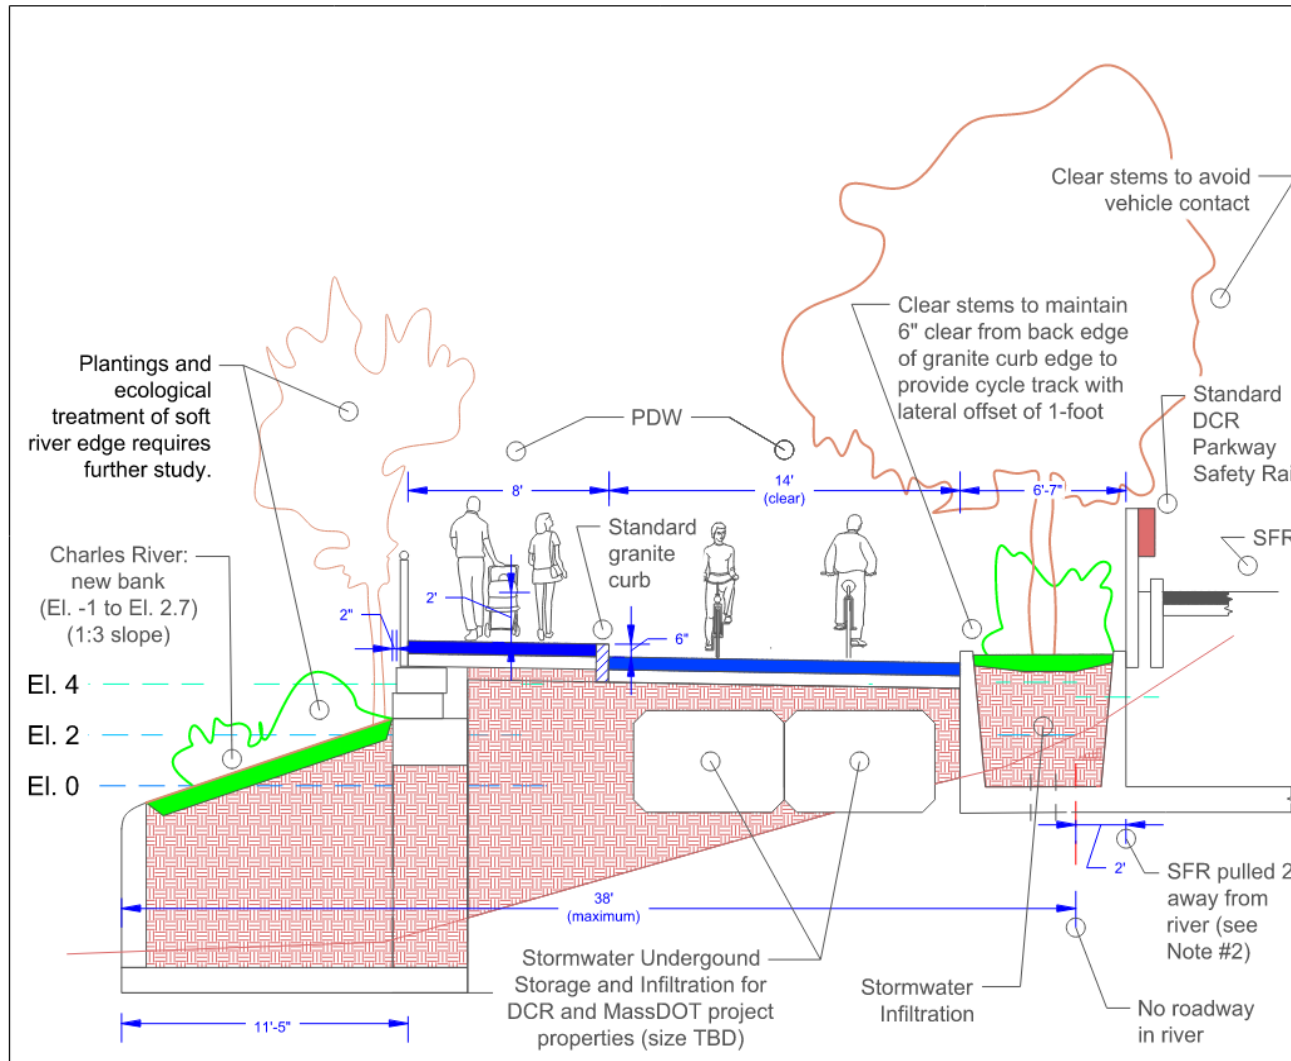 Clear stems to avoid
vehicle contact
Clear stems to maintain
6" clear from back edge
of granite curb edge to
provide cycle track with
lateral offset of 1-foot
Plantings and
ecological
treatment of soft
river edge requires
further study.
PDW
Standard
DCR
Parkway
Safety Rai
8'
14'
(clear)
6'-7"
Standard
granite
curb
SFR
Charles River:
new bank
(El. -1 to El. 2.7)
(1:3 slope)
2'
2"
6"
El. 4
El. 2
El. 0
2'
38'
(maximum)
SFR pulled 2
away from
river (see
Note #2)
Stormwater Undergound
Storage and Infiltration for
DCR and MassDOT project
properties (size TBD)
Stormwater
Infiltration
No roadway
in river
11'-5"